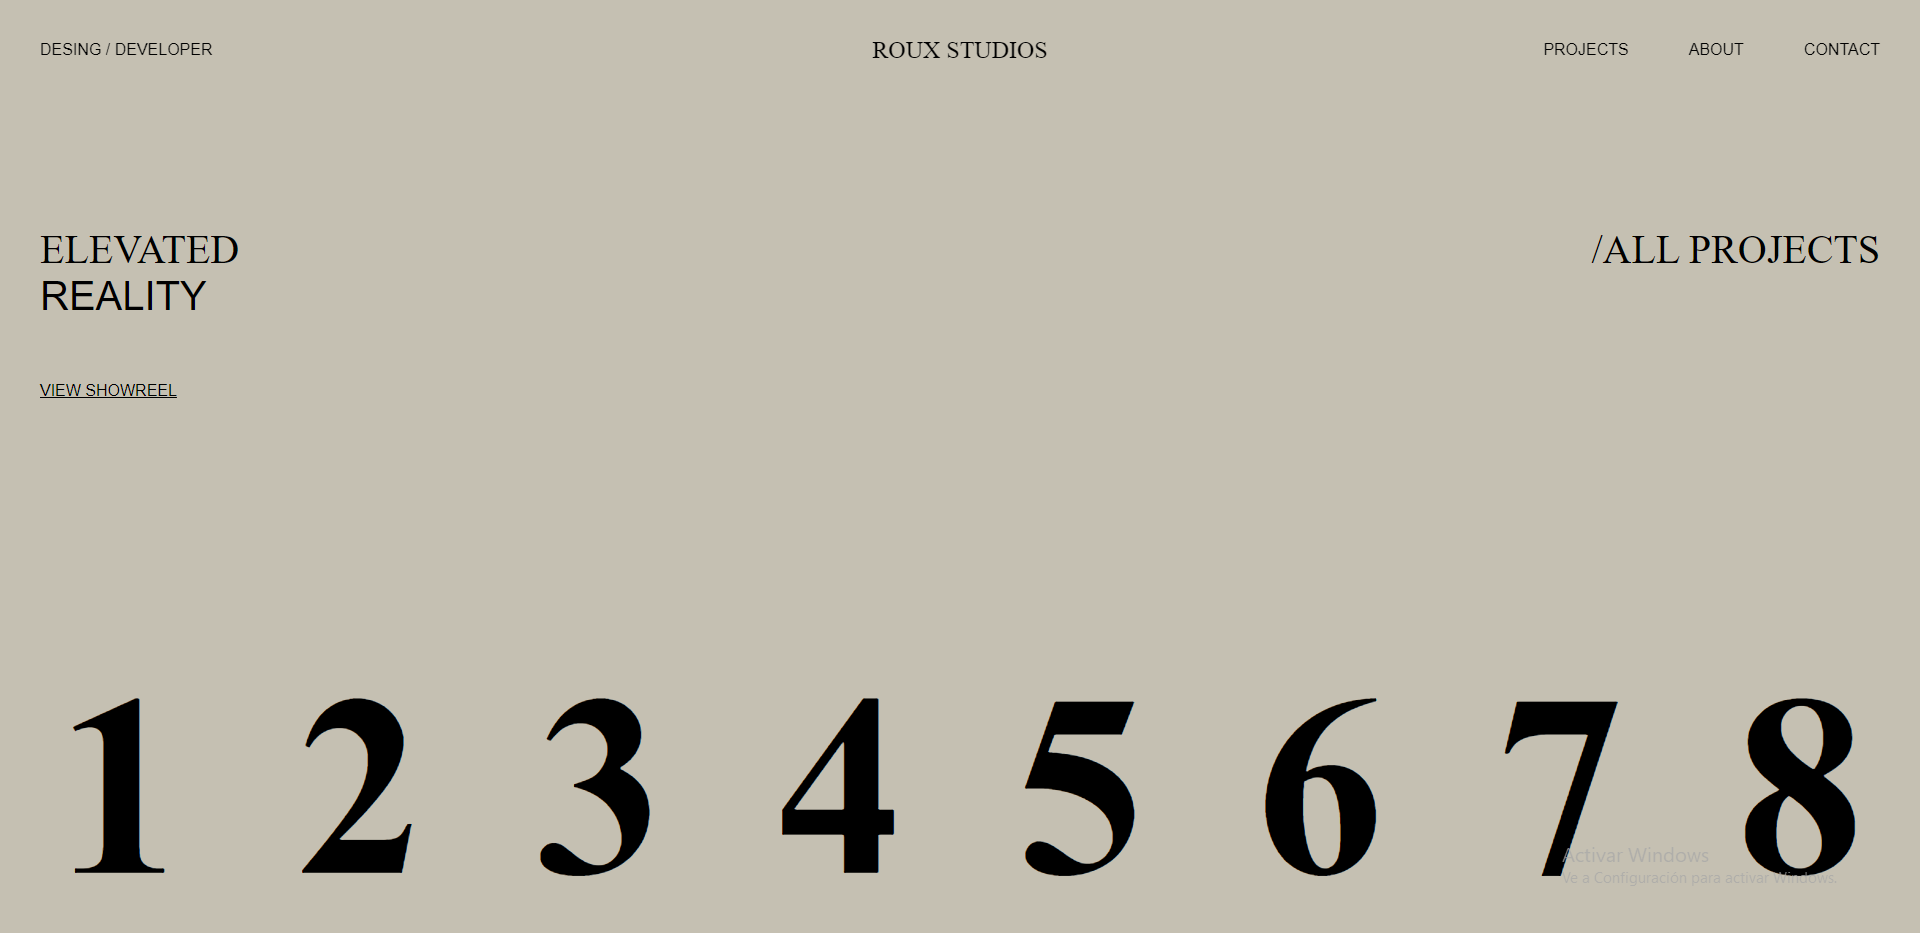 DESING / DEVELOPER
ROUX STUDIOS
PROJECTS ABOUT CONTACT
ELEVATED
REALITY
/ALL PROJECTS
VIEW SHOWREEL
1 2 3 4 5 6 7 8
Activar Windows
Ve a Configuración para activar Windows.